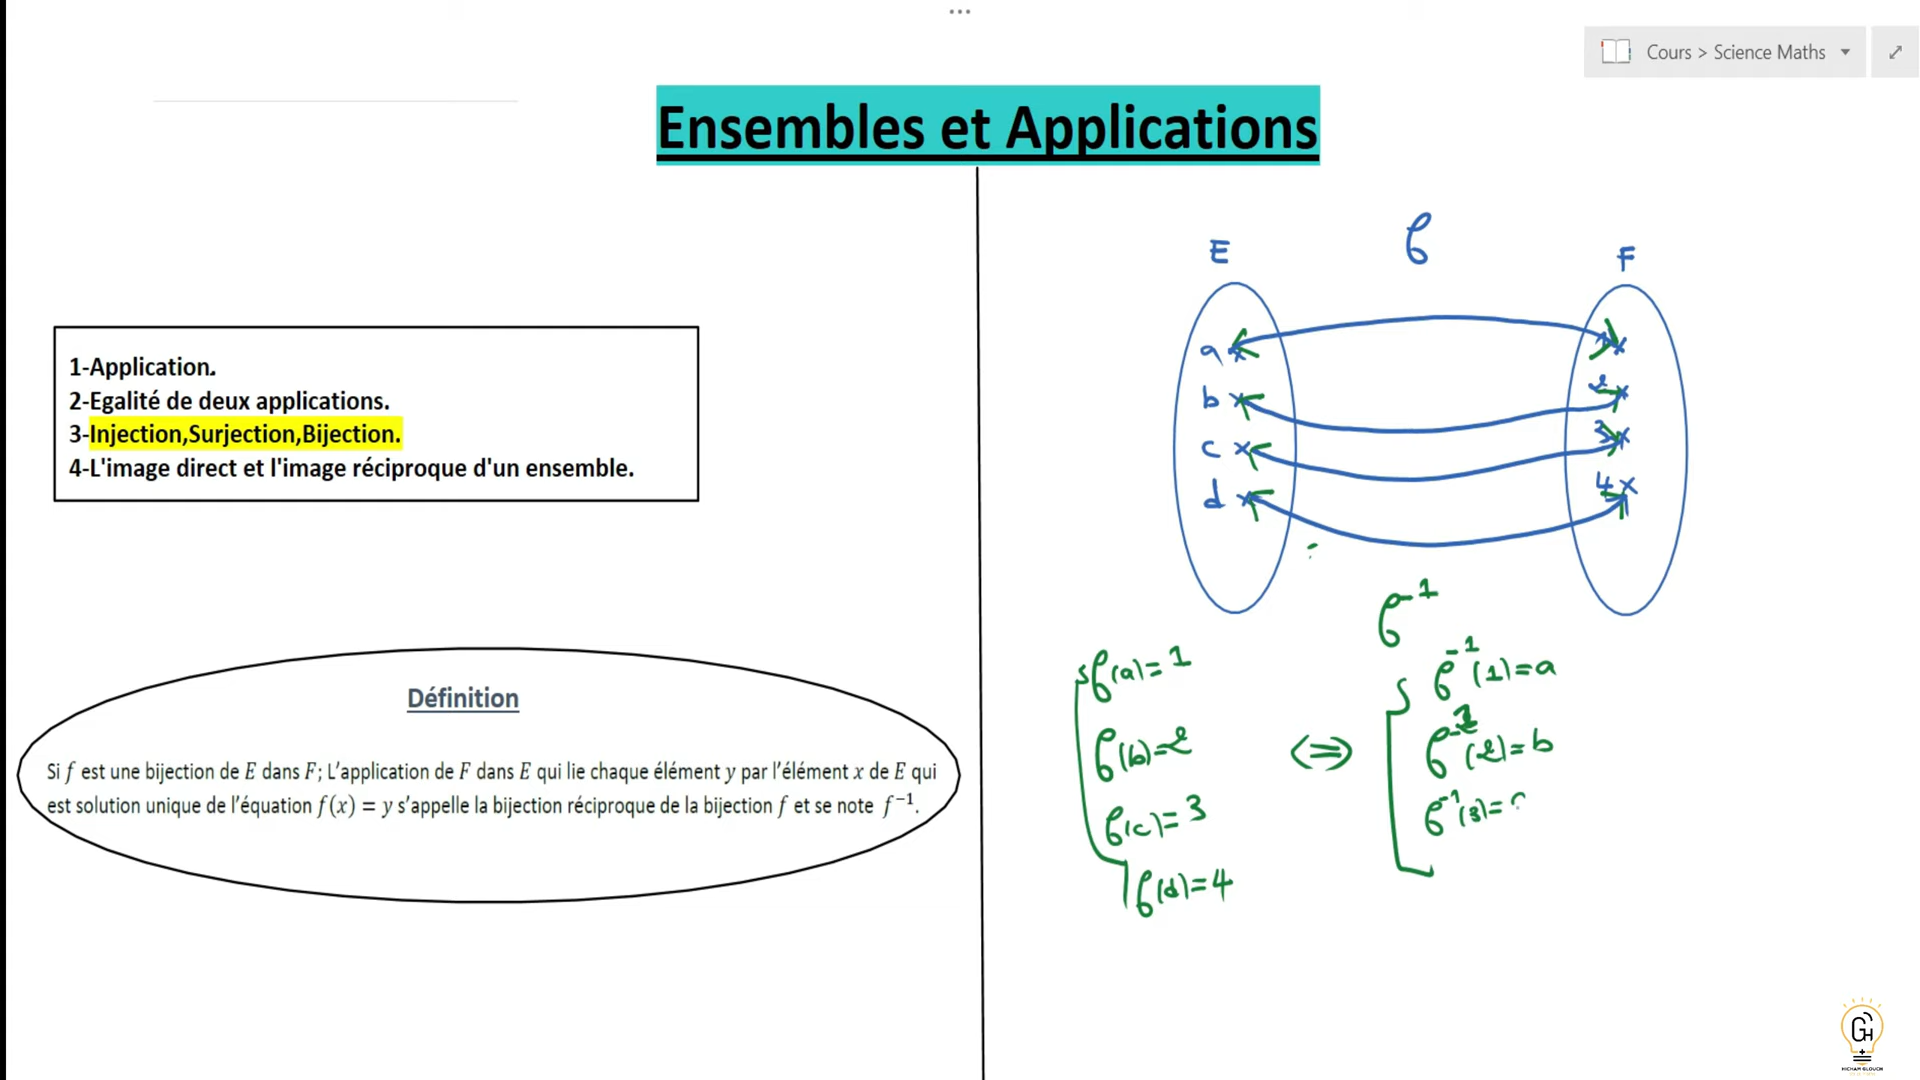 Cours > Science Maths
Ensembles et Applications
1-Application.
2-Egalité de deux applications.
3-Injection,Surjection,Bijection.
4-L'image direct et l'image réciproque d'un ensemble.
Définition
Si f est une bijection de E dans F; L'application de F dans E qui lie chaque élément y par l'élément x de E qui
est solution unique de l'équation f(x) = y s'appelle la bijection réciproque de la bijection f et se note f⁻¹.
f
E
F
a
b 2
c 3
d 4
f⁻¹
f(a)=1
f(b)=2
f(c)=3
f(d)=4
<=>
f⁻¹(1)=a
f⁻¹(2)=b
f⁻¹(3)=
GH
HICHAM GLOUCH